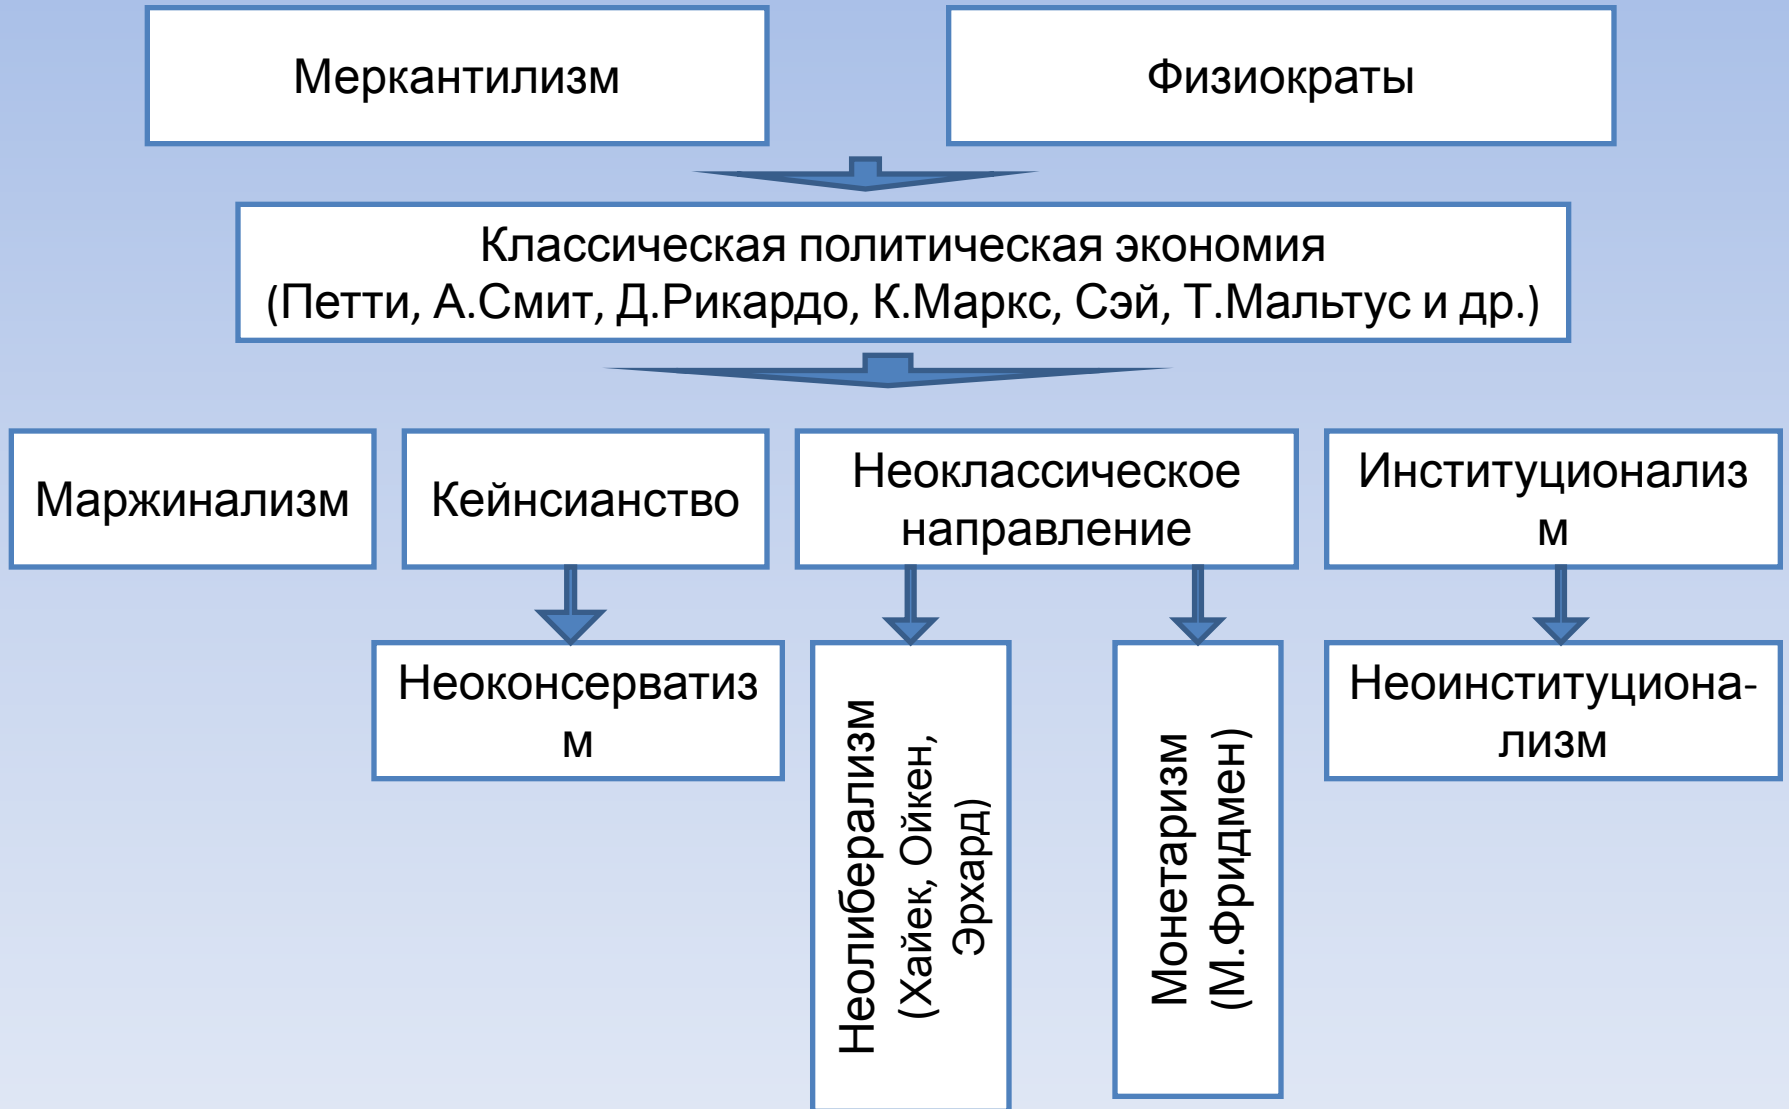 Меркантилизм
Физиократы
Классическая политическая экономия
(Петти, А.Смит, Д.Рикардо, К.Маркс, Сэй, Т.Мальтус и др.)
Маржинализм
Кейнсианство
Неоклассическое
направление
Институционализ
м
Неоконсерватиз
м
Неолиберализм
(Хайек, Ойкен,
Эрхард)
Монетаризм
(М.Фридмен)
Неоинституциона-
лизм